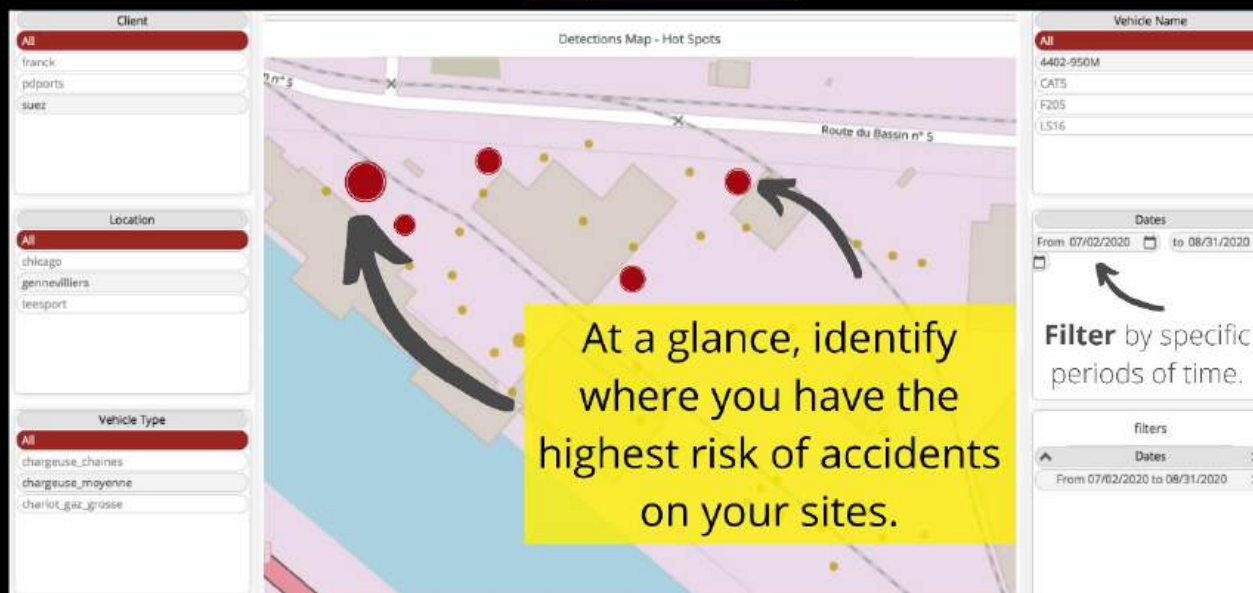 Client
All
franck
pdports
suez
Location
All
chicago
gennevilliers
teesport
Vehicle Type
All
chargeuse_chaines
chargeuse_moyenne
chariot_gaz_grosse
Detections Map - Hot Spots
n° 5
Route du Bassin n° 5
At a glance, identify
where you have the
highest risk of accidents
on your sites.
Vehicle Name
All
4402-950M
CAT5
F205
LS16
Dates
From 07/02/2020 to 08/31/2020
Filter by specific
periods of time.
filters
Dates
From 07/02/2020 to 08/31/2020